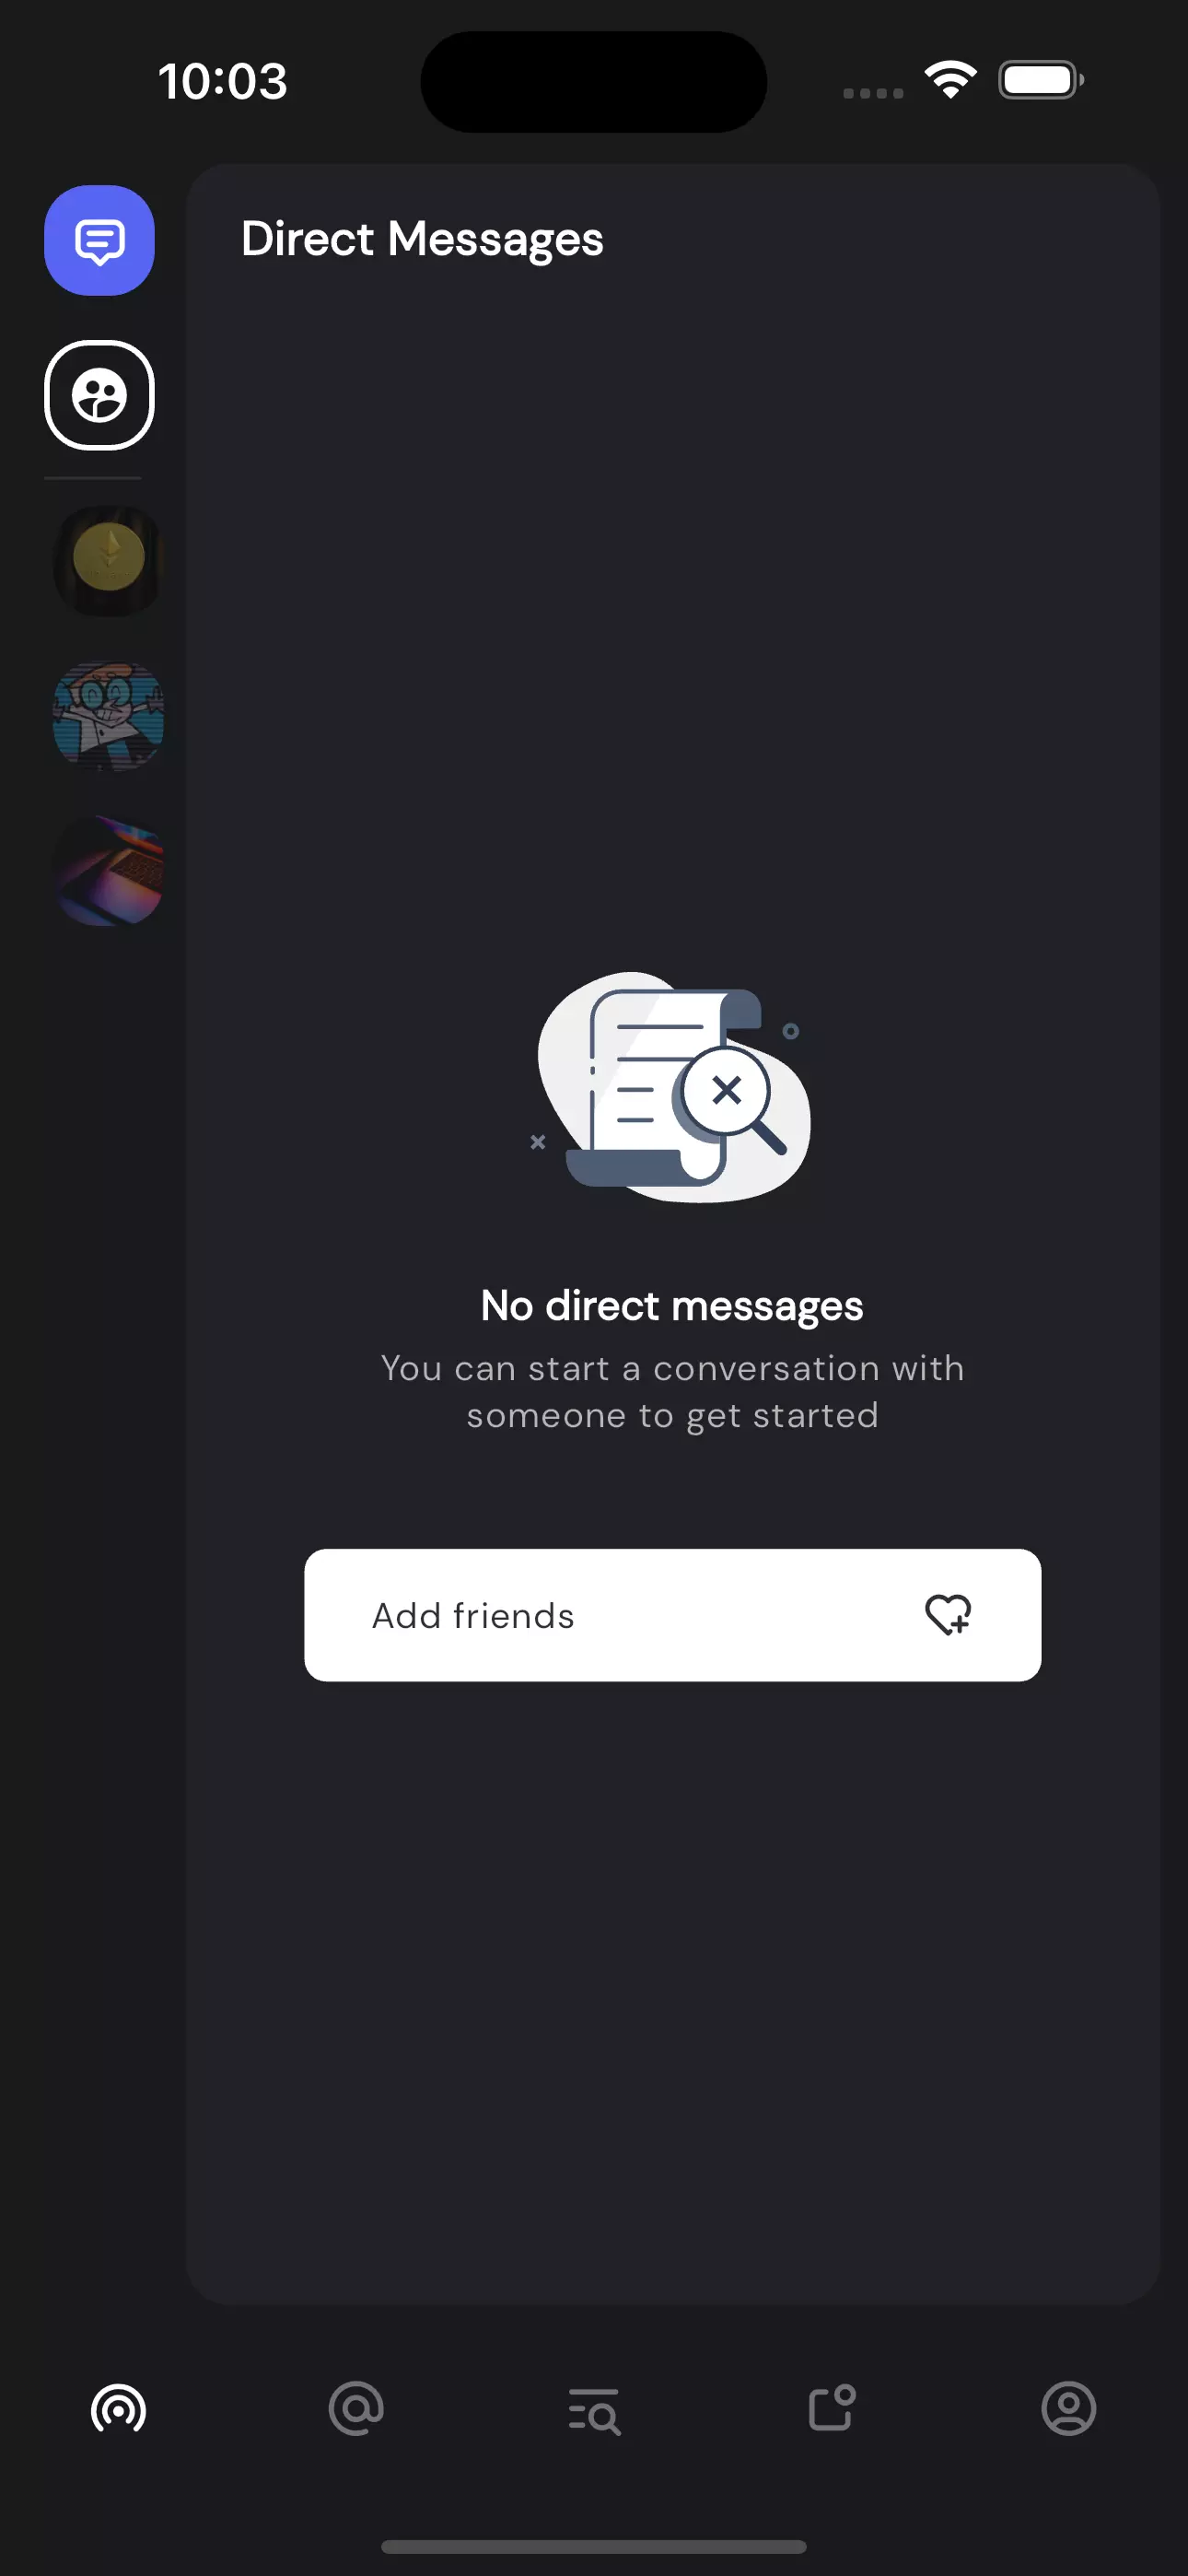 10:03
Direct Messages
No direct messages
You can start a conversation with
someone to get started
Add friends